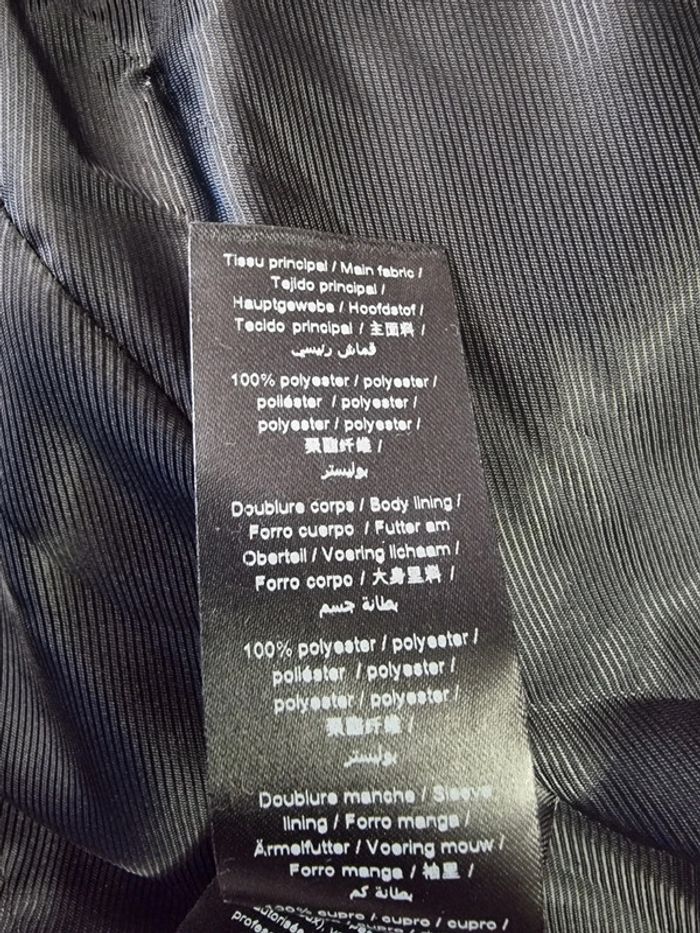 Tissu principal / Main fabric /
Tejido principal /
Hauptgewebe / Hoofdstof /
Tecido principal / 主面料 /
قماش رئيسي
100% polyester / polyester /
poliéster / polyester /
polyester / polyester /
聚酯纤维 /
بوليستر
Doublure corps / Body lining /
Forro cuerpo / Futter am
Oberteil / Voering lichaam /
Forro corpo / 大身里料 /
بطانة جسم
100% polyester / polyester /
poliéster / polyester /
polyester / polyester /
聚酯纤维 /
بوليستر
Doublure manche / Sleeve
lining / Forro manga /
Ärmelfutter / Voering mouw /
Forro manga / 袖里 /
بطانة كم
cupro / cupro / cupro /